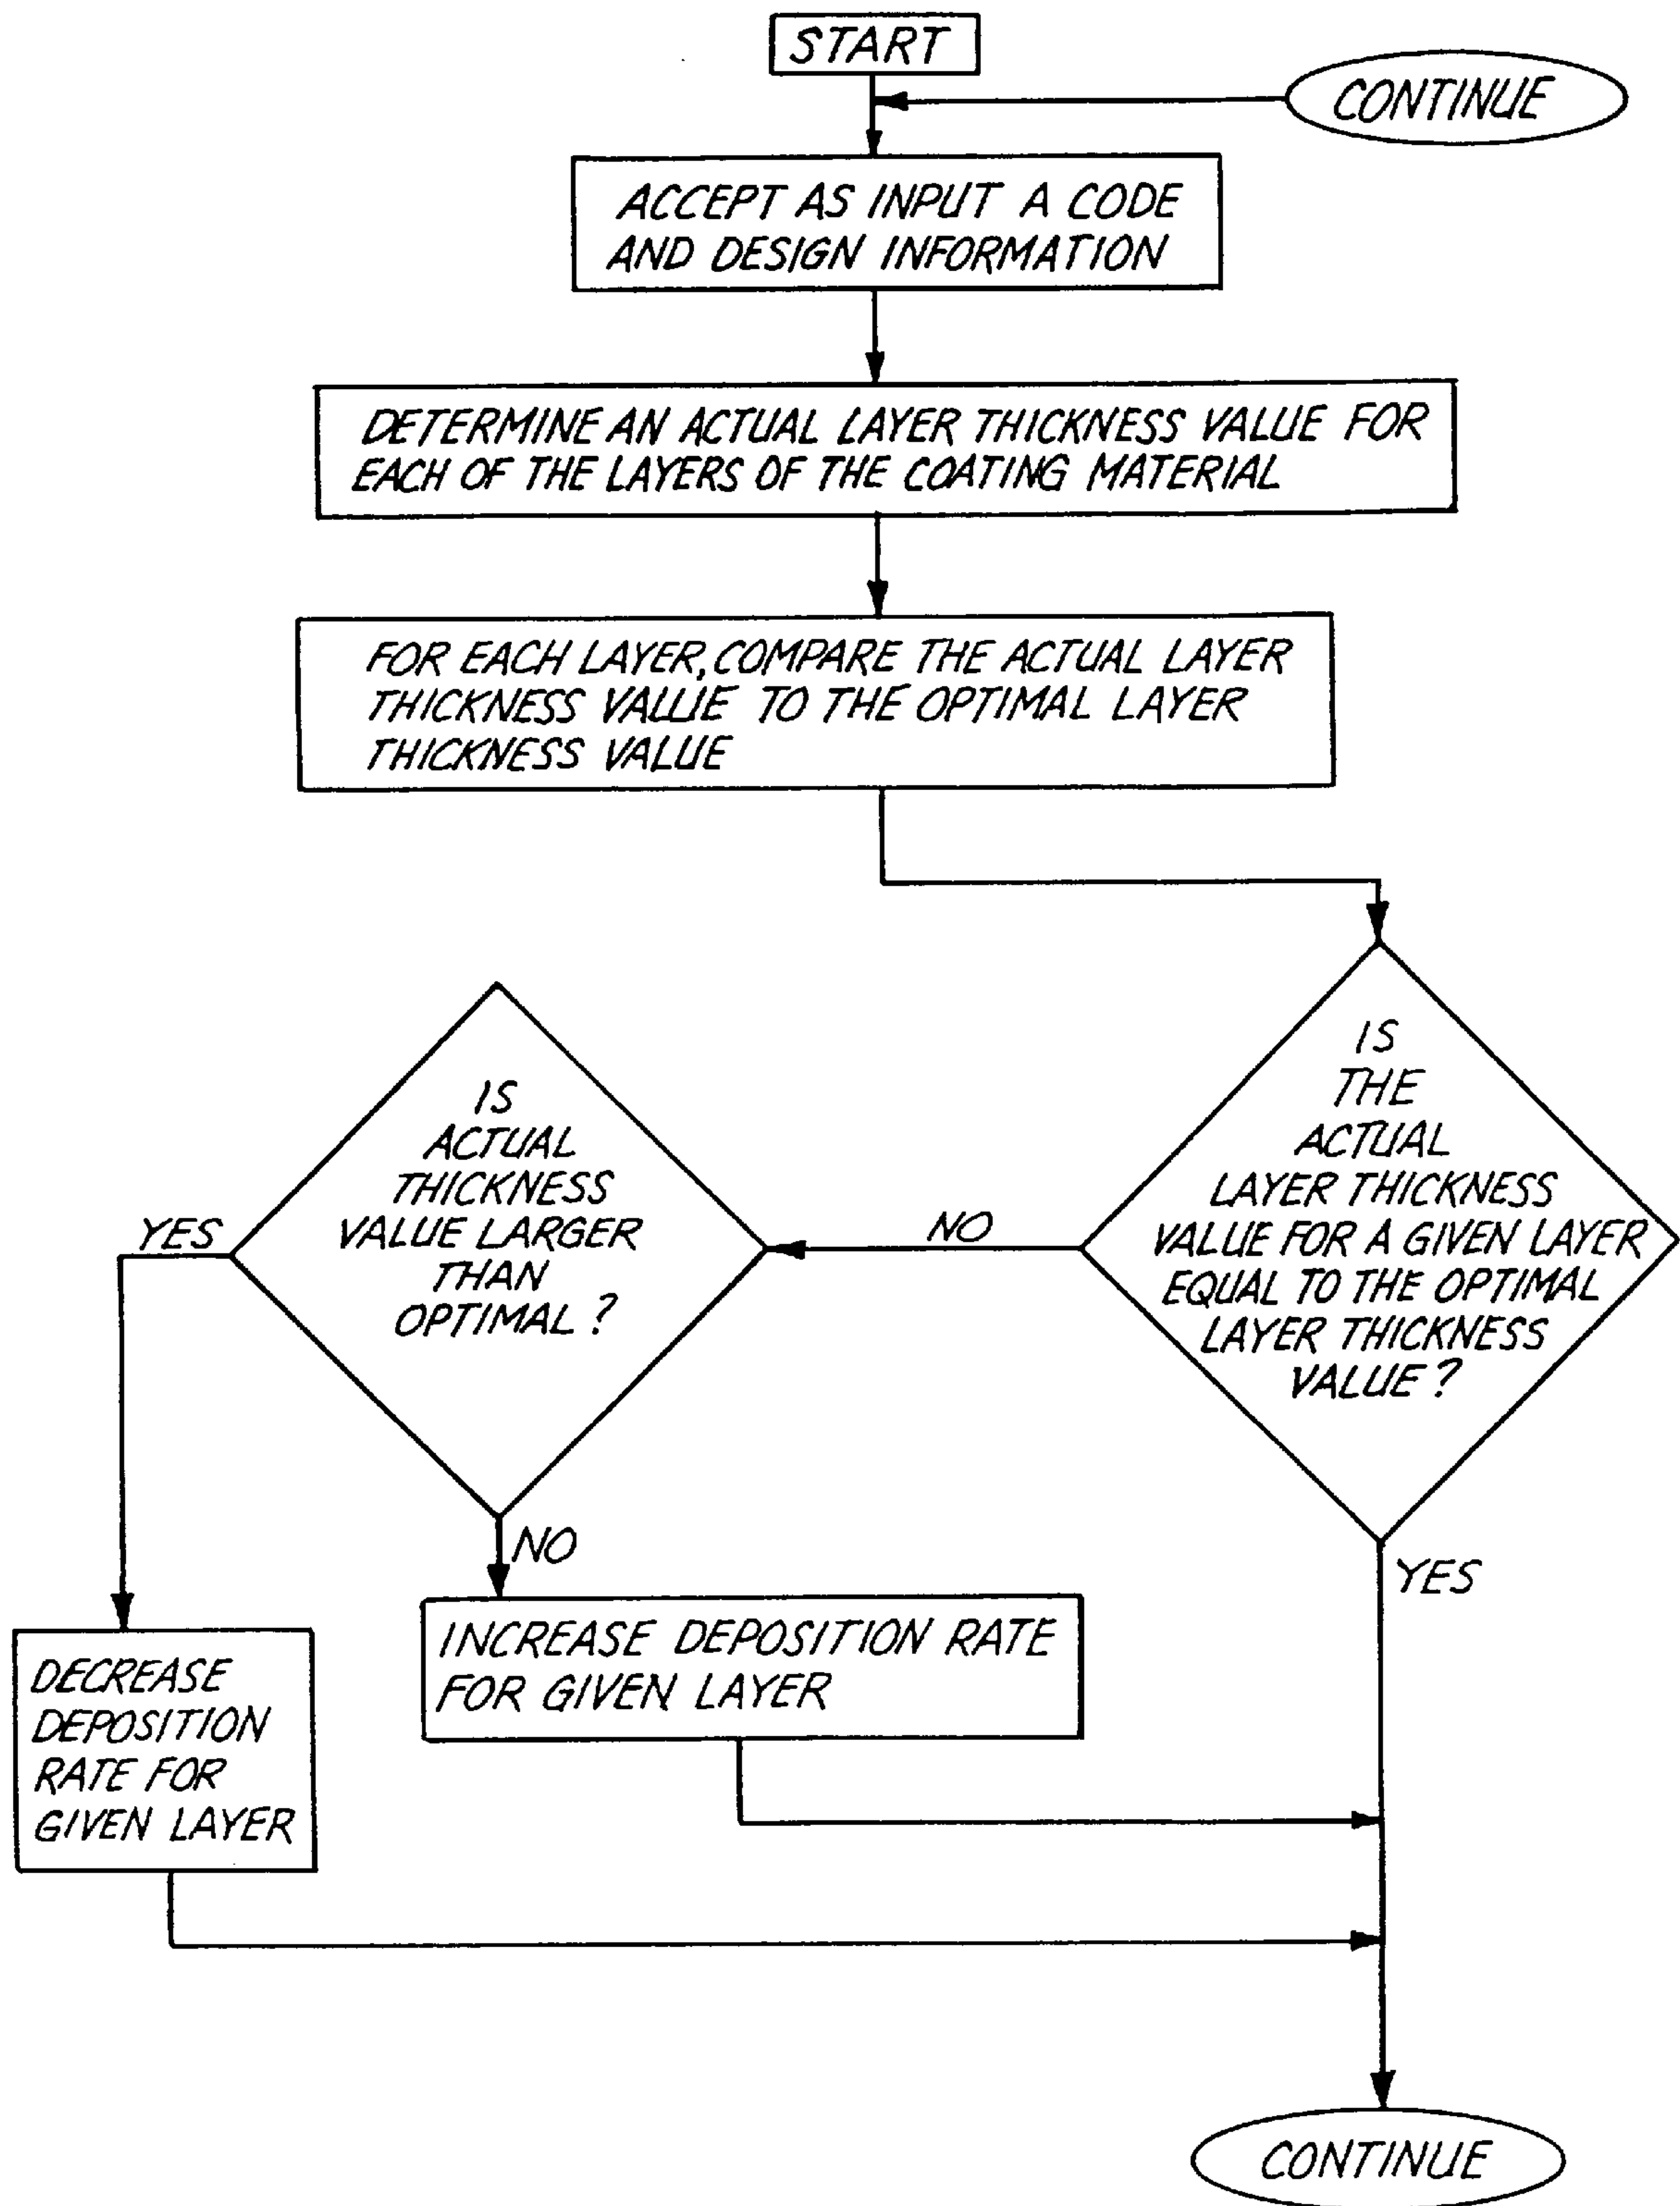 START
CONTINUE
ACCEPT AS INPUT A CODE
AND DESIGN INFORMATION
DETERMINE AN ACTUAL LAYER THICKNESS VALUE FOR
EACH OF THE LAYERS OF THE COATING MATERIAL
FOR EACH LAYER, COMPARE THE ACTUAL LAYER
THICKNESS VALUE TO THE OPTIMAL LAYER
THICKNESS VALUE
IS
THE
ACTUAL
LAYER THICKNESS
VALUE FOR A GIVEN LAYER
EQUAL TO THE OPTIMAL
LAYER THICKNESS
VALUE?
NO
IS
ACTUAL
THICKNESS
VALUE LARGER
THAN
OPTIMAL?
YES
NO
YES
INCREASE DEPOSITION RATE
FOR GIVEN LAYER
DECREASE
DEPOSITION
RATE FOR
GIVEN LAYER
CONTINUE